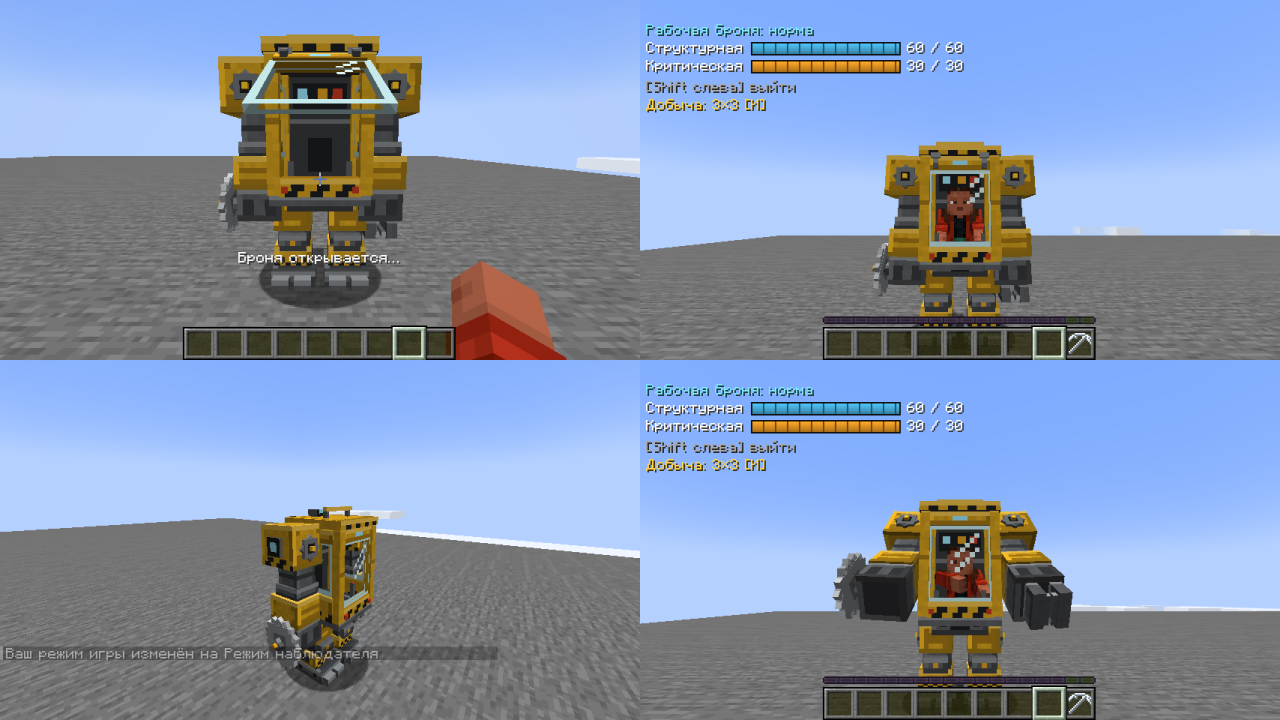 Броня открывается...
Рабочая броня: норма
Структурная 60 / 60
Критическая 30 / 30
[Shift слева] выйти
Добыча: 3×3 [M]
Ваш режим игры изменён на Режим наблюдателя
Рабочая броня: норма
Структурная 60 / 60
Критическая 30 / 30
[Shift слева] выйти
Добыча: 3×3 [M]